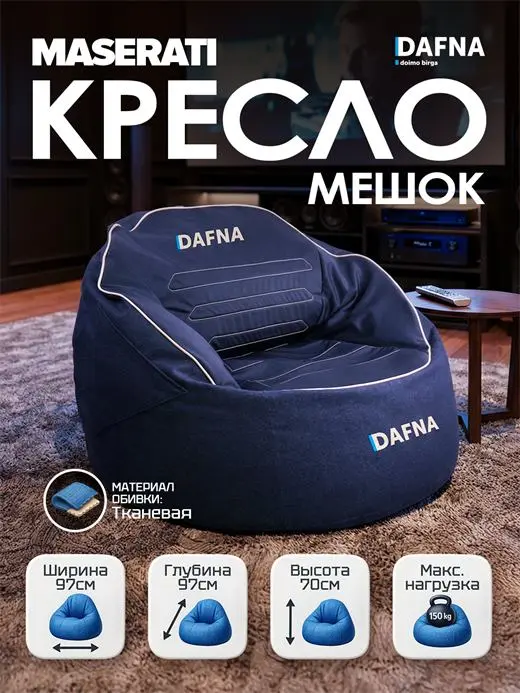 MASERATI
DAFNA
doimo birga
КРЕСЛО
МЕШОК
DAFNA
DAFNA
МАТЕРИАЛ
ОБИВКИ:
Тканевая
Ширина
97см
Глубина
97см
Высота
70см
Макс.
нагрузка
150 kg